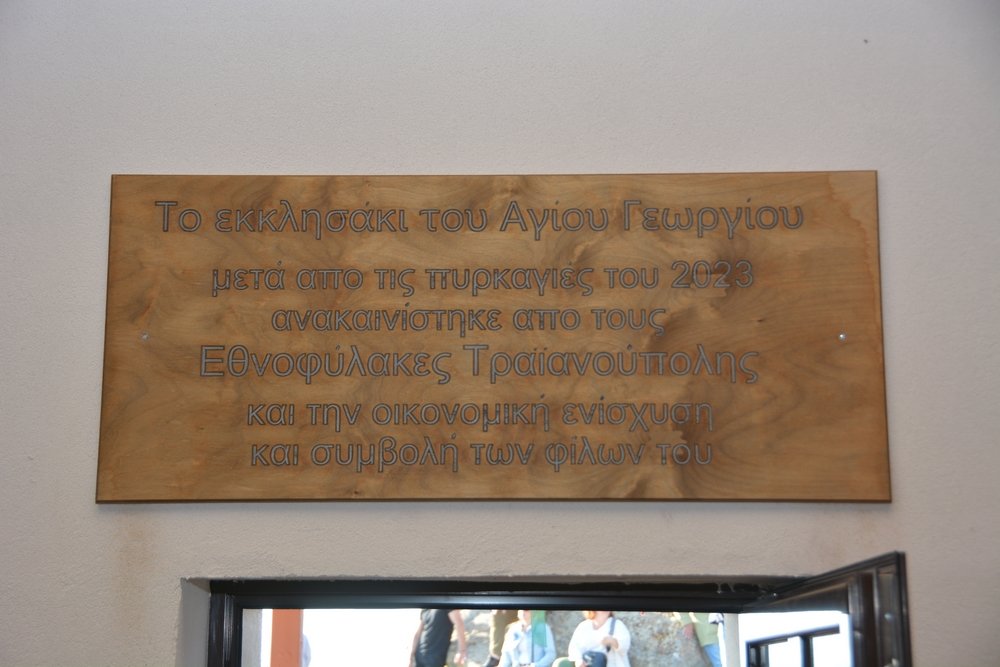 Το εκκλησάκι του Αγίου Γεωργίου
μετά απο τις πυρκαγιές του 2023
ανακαινίστηκε απο τους
Εθνοφύλακες Τραϊανούπολης
και την οικονομική ενίσχυση
και συμβολή των φίλων του